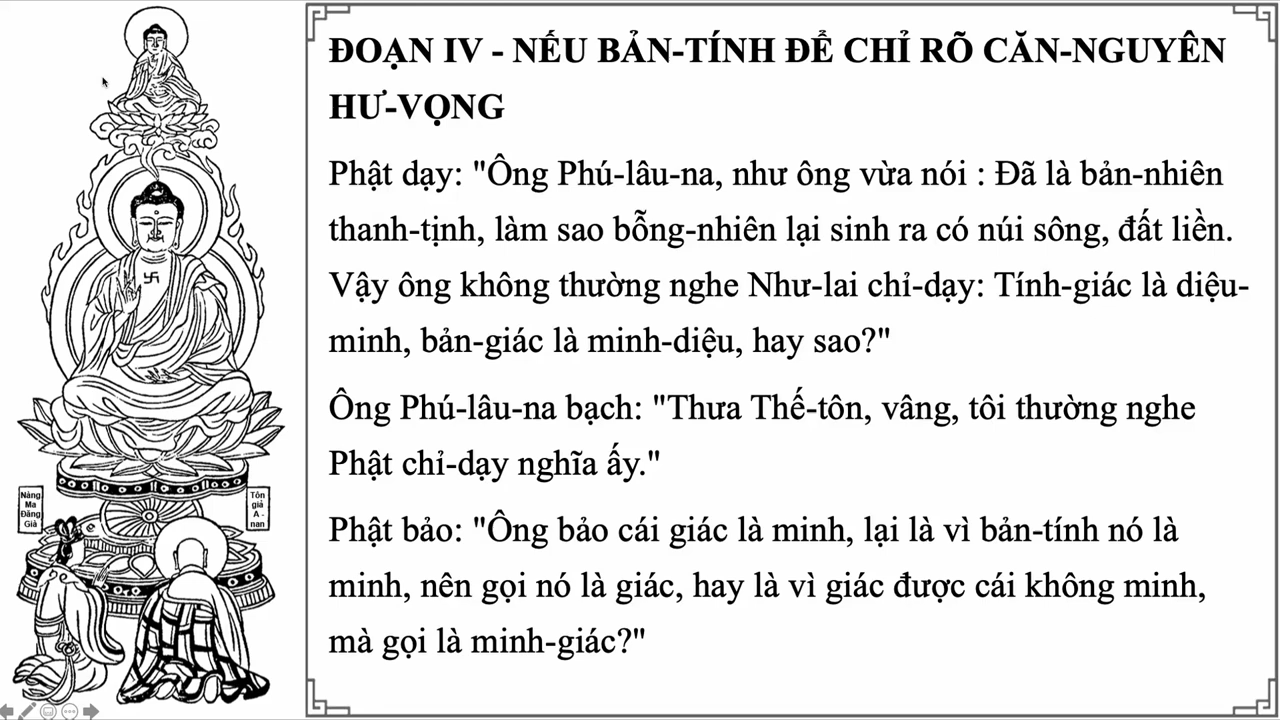 ĐOẠN IV - NẾU BẢN-TÍNH ĐỂ CHỈ RÕ CĂN-NGUYÊN
HƯ-VỌNG
Phật dạy: "Ông Phú-lâu-na, như ông vừa nói : Đã là bản-nhiên
thanh-tịnh, làm sao bỗng-nhiên lại sinh ra có núi sông, đất liền.
Vậy ông không thường nghe Như-lai chỉ-dạy: Tính-giác là diệu-
minh, bản-giác là minh-diệu, hay sao?"
Ông Phú-lâu-na bạch: "Thưa Thế-tôn, vâng, tôi thường nghe
Phật chỉ-dạy nghĩa ấy."
Phật bảo: "Ông bảo cái giác là minh, lại là vì bản-tính nó là
minh, nên gọi nó là giác, hay là vì giác được cái không minh,
mà gọi là minh-giác?"
Nàng
Ma
Đăng
Già
Tôn
giả
A -
nan